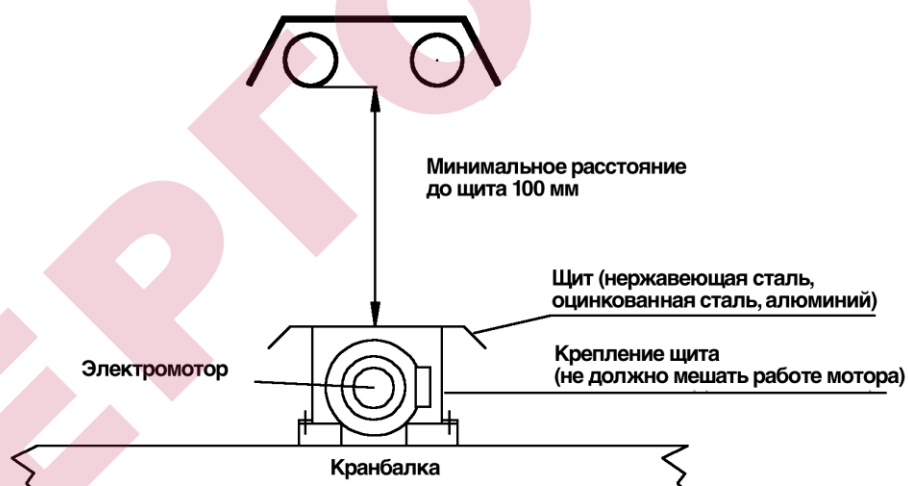 ЕРГО
Минимальное расстояние
до щита 100 мм
Щит (нержавеющая сталь,
оцинкованная сталь, алюминий)
Электромотор
Крепление щита
(не должно мешать работе мотора)
Кранбалка